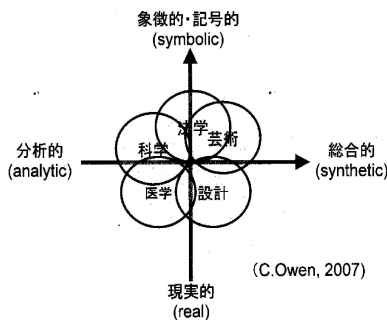 象徴的・記号的
(symbolic)
法学
芸術
科学
分析的
(analytic)
総合的
(synthetic)
医学
設計
(C.Owen, 2007)
現実的
(real)